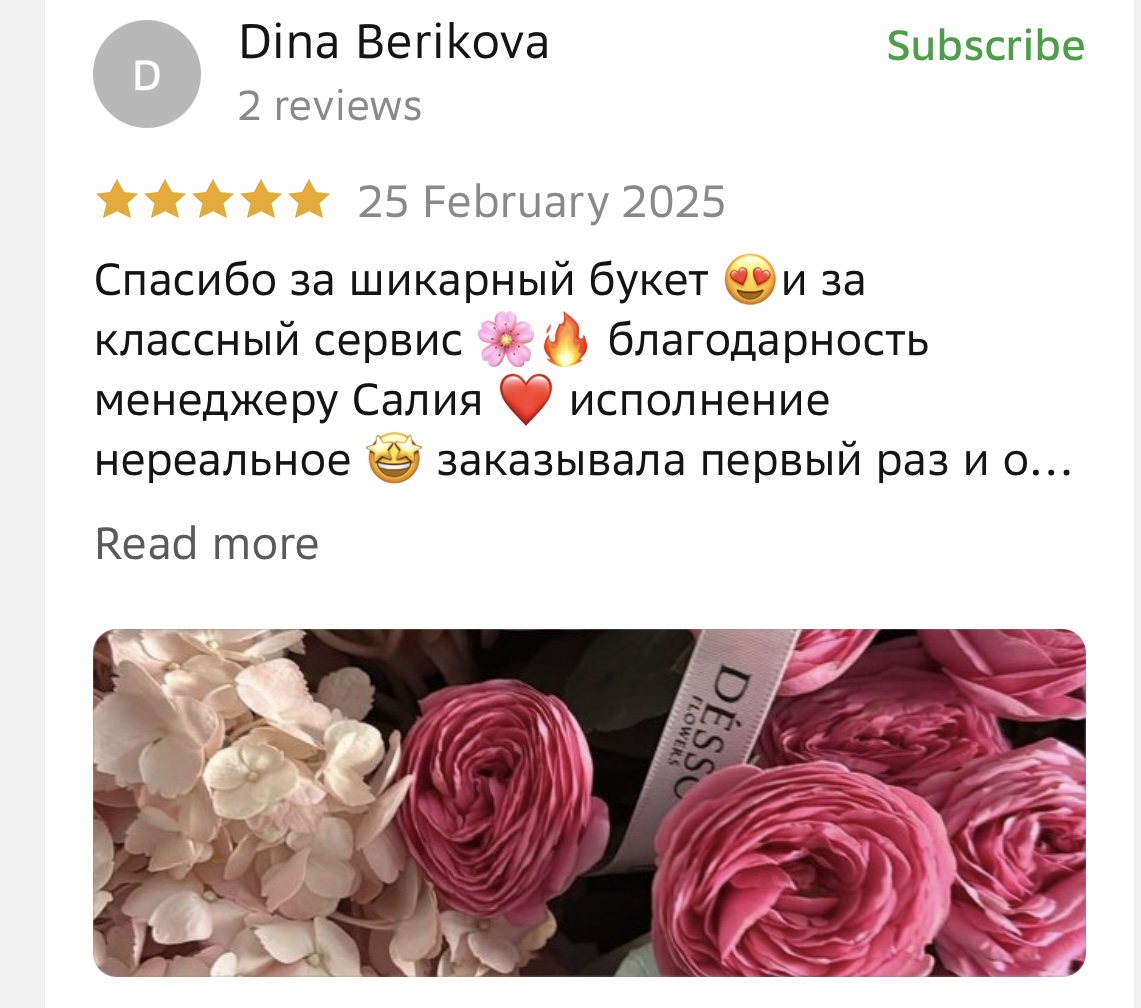 D
Dina Berikova
Subscribe
2 reviews
25 February 2025
Спасибо за шикарный букет 😍и за
классный сервис 🌸🔥 благодарность
менеджеру Салия ❤️ исполнение
нереальное 🤩 заказывала первый раз и о...
Read more
DÉSSO
FLOWERS